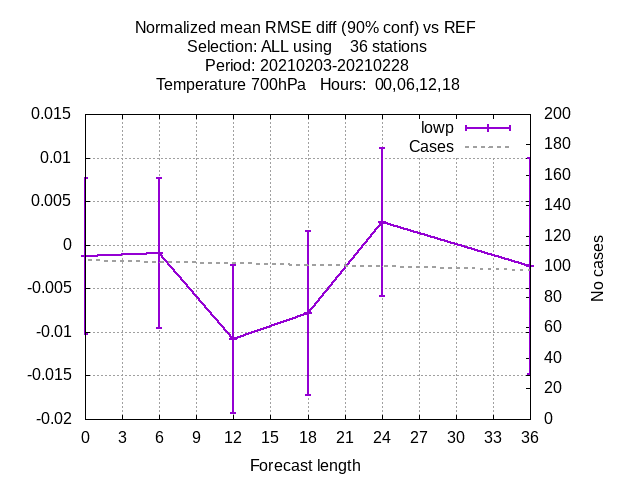 Normalized mean RMSE diff (90% conf) vs REF
Selection: ALL using    36 stations
Period: 20210203-20210228
Temperature 700hPa   Hours:  00,06,12,18
0.015
0.01
0.005
0
-0.005
-0.01
-0.015
-0.02
lowp
Cases
200
180
160
140
120
100
80
60
40
20
0
No cases
0 3 6 9 12 15 18 21 24 27 30 33 36
Forecast length